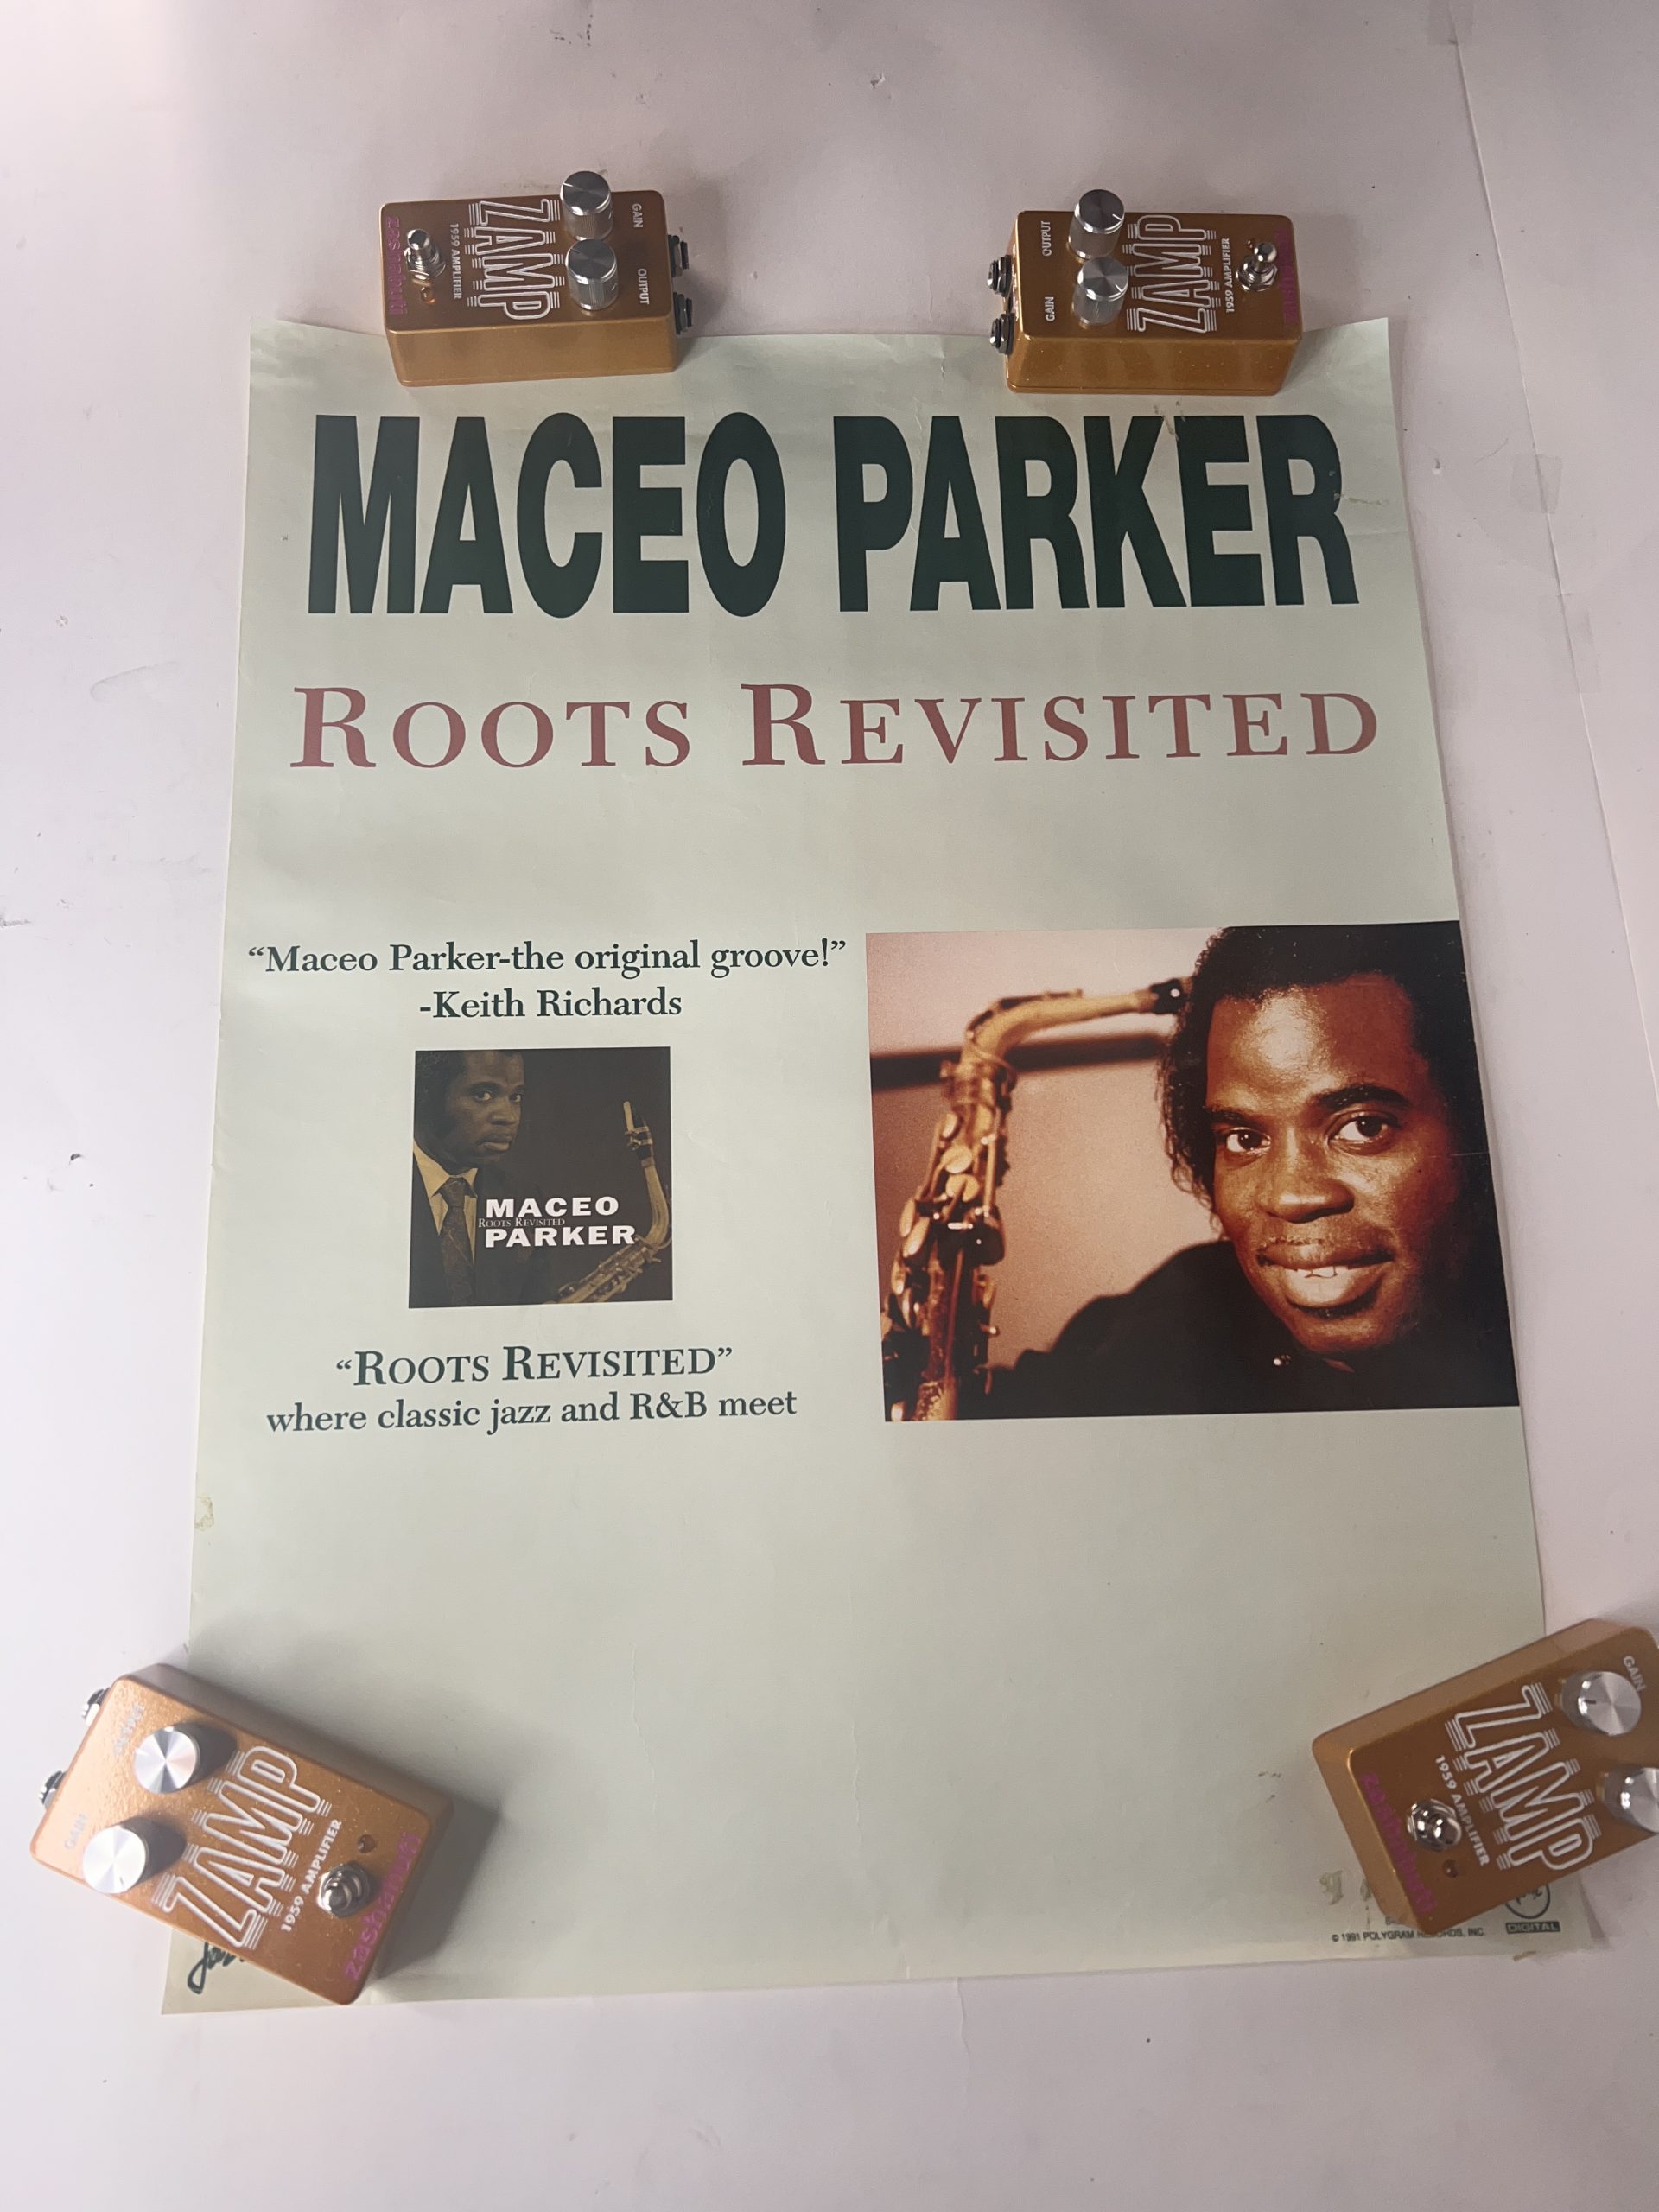 GAIN
OUTPUT
ZAMP
1959 AMPLIFIER
OUTPUT
GAIN
ZAMP
1959 AMPLIFIER
MACEO PARKER
ROOTS REVISITED
“Maceo Parker-the original groove!”
-Keith Richards
MACEO
ROOTS REVISITED
PARKER
“ROOTS REVISITED”
where classic jazz and R&B meet
GAIN
ZAMP
1959 AMPLIFIER
GAIN
ZAMP
1959 AMPLIFIER
© 1991 POLYGRAM RECORDS, INC.
DIGITAL